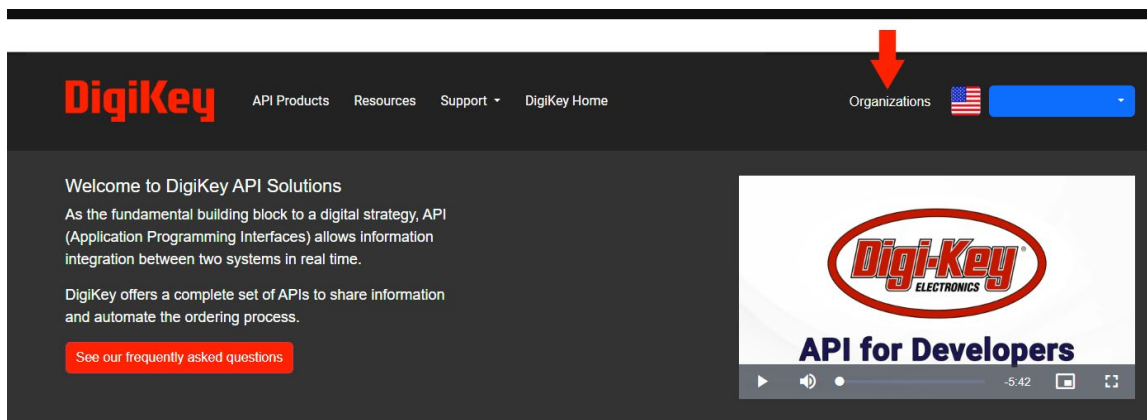 DigiKey
API Products Resources Support DigiKey Home
Organizations
Welcome to DigiKey API Solutions
As the fundamental building block to a digital strategy, API
(Application Programming Interfaces) allows information
integration between two systems in real time.
DigiKey offers a complete set of APIs to share information
and automate the ordering process.
See our frequently asked questions
Digi-Key
ELECTRONICS
API for Developers
-5:42